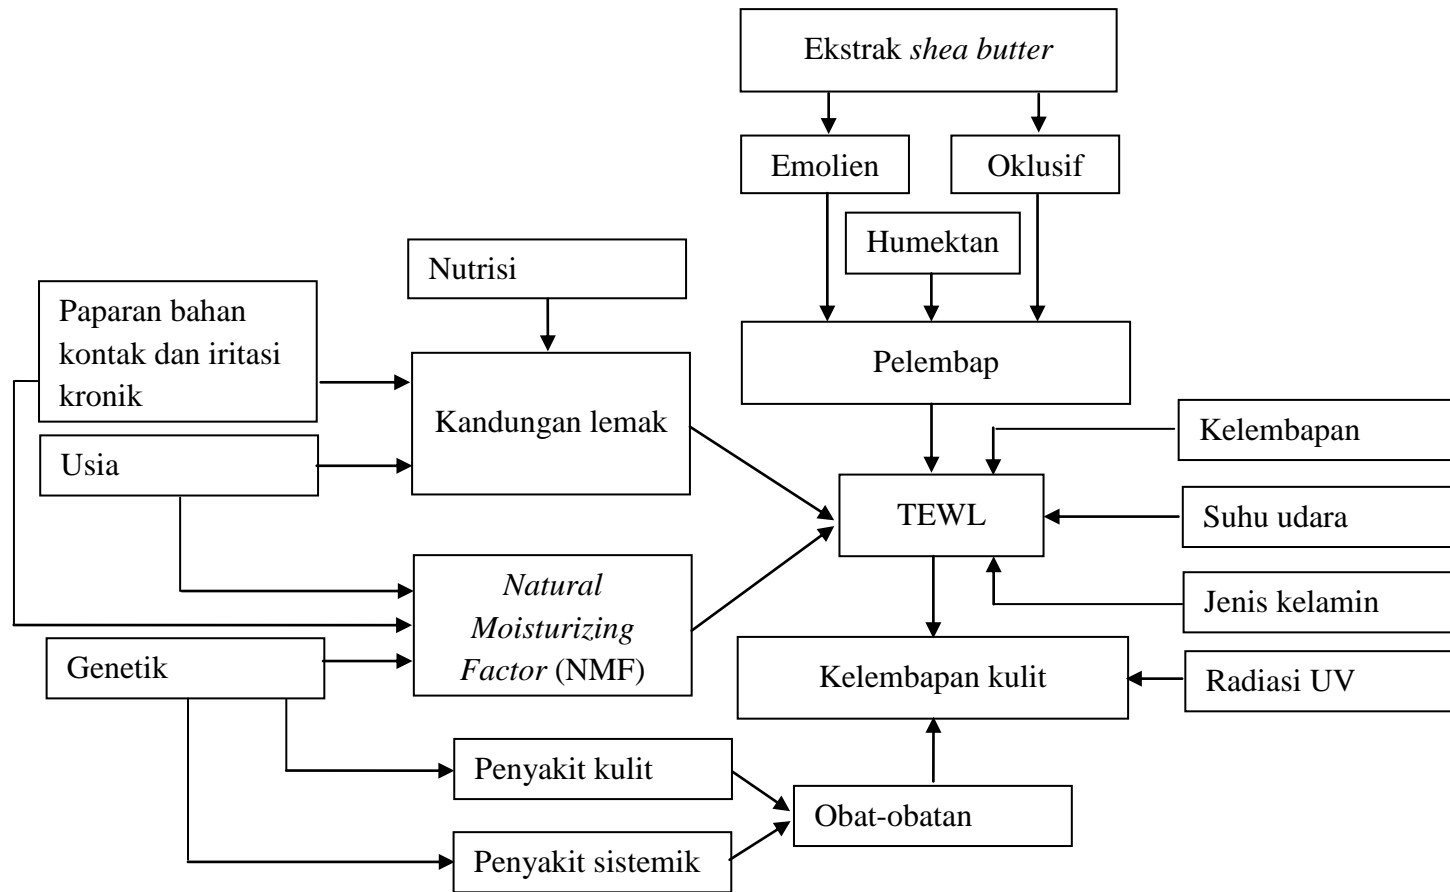 Ekstrak shea butter
Emolien
Oklusif
Humektan
Nutrisi
Paparan bahan
kontak dan iritasi
kronik
Pelembap
Kandungan lemak
Kelembapan
Usia
TEWL
Suhu udara
Natural
Moisturizing
Factor (NMF)
Jenis kelamin
Genetik
Kelembapan kulit
Radiasi UV
Penyakit kulit
Obat-obatan
Penyakit sistemik